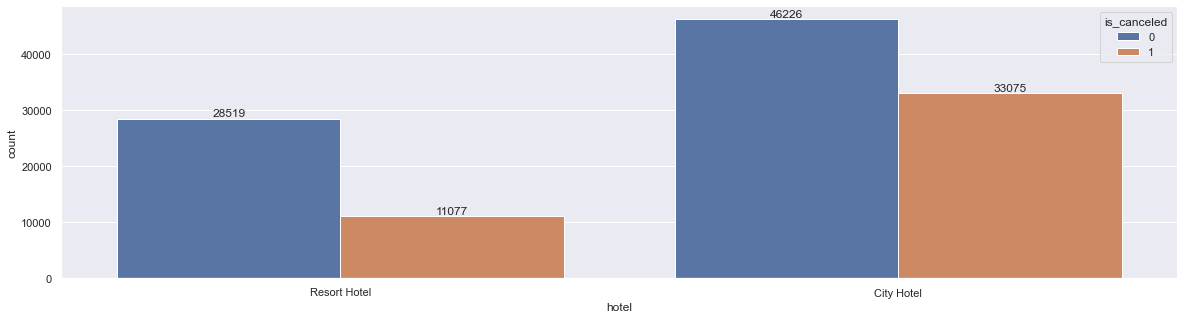 46226
is_canceled
0
1
40000
33075
30000
28519
count
20000
11077
10000
0
Resort Hotel
City Hotel
hotel